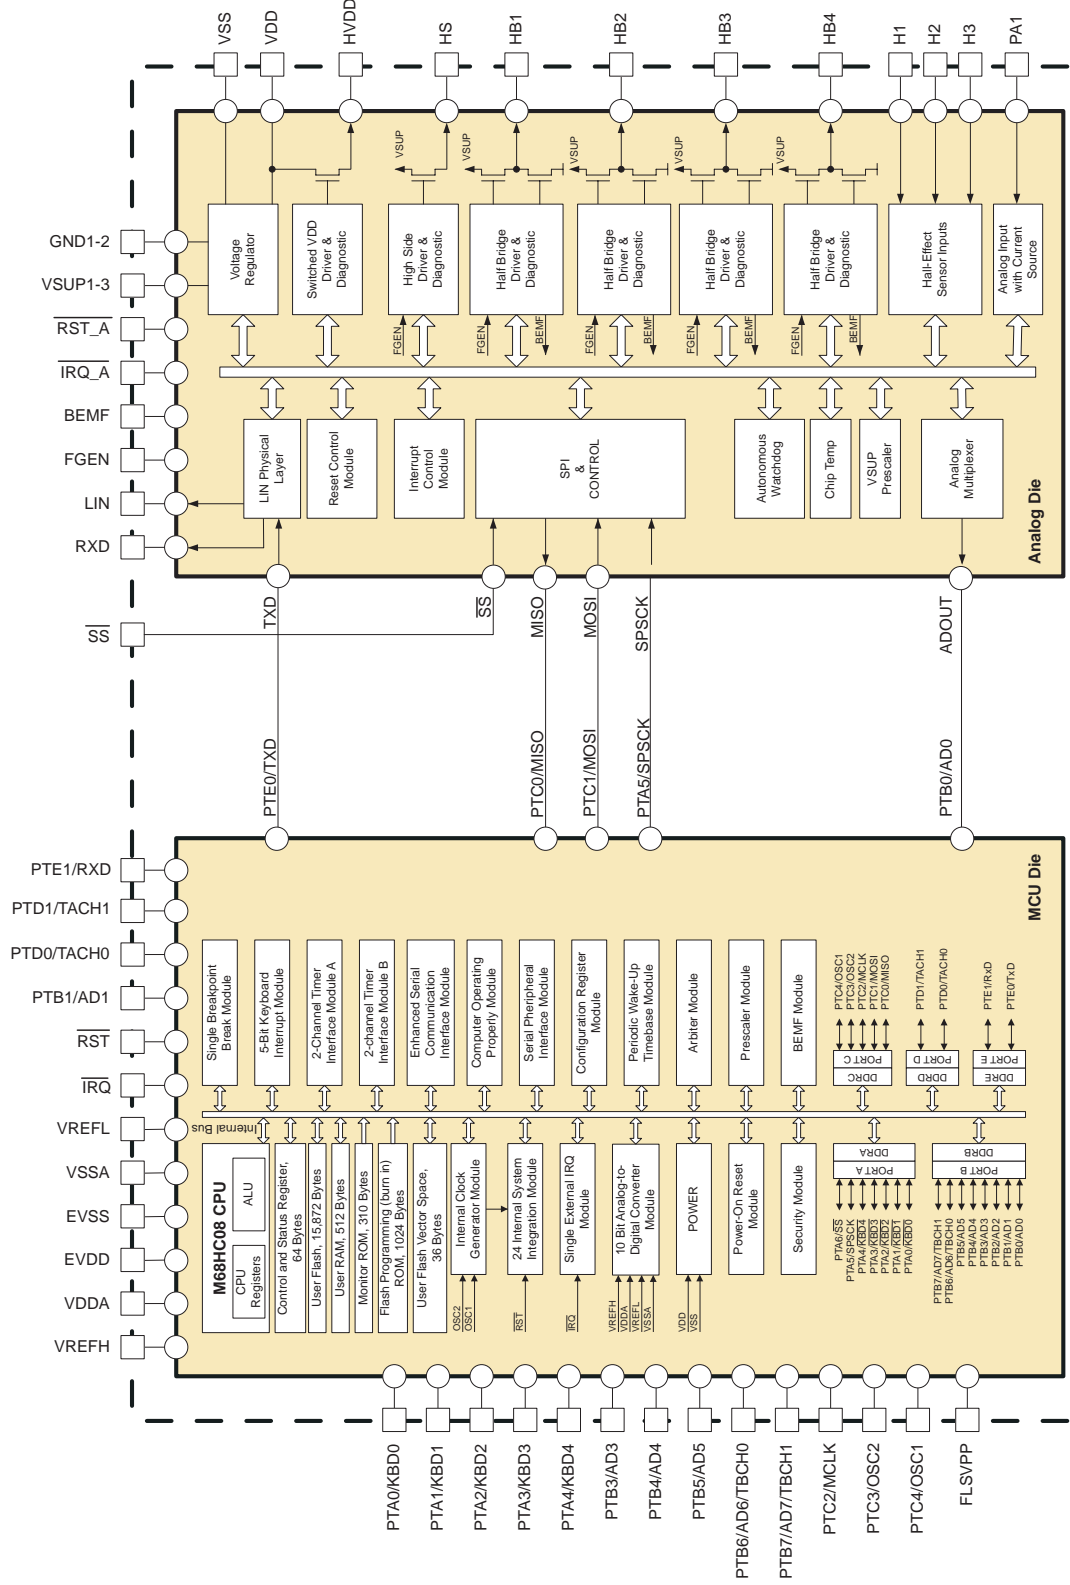 VSS
VDD
HVDD
HS
HB1
HB2
HB3
HB4
H1
H2
H3
PA1
GND1-2
VSUP1-3
RST_A
IRQ_A
BEMF
FGEN
LIN
RXD
SS
PTE1/RXD
PTD1/TACH1
PTD0/TACH0
PTB1/AD1
RST
IRQ
VREFL
VSSA
EVSS
EVDD
VDDA
VREFH
VSUP
VSUP
VSUP
VSUP
VSUP
Voltage
Regulator
Switched VDD
Driver &
Diagnostic
High Side
Driver &
Diagnostic
Half Bridge
Driver &
Diagnostic
Half Bridge
Driver &
Diagnostic
Half Bridge
Driver &
Diagnostic
Half Bridge
Driver &
Diagnostic
Hall-Effect
Sensor Inputs
Analog Input
with Current
Source
FGEN
FGEN
BEMF
FGEN
BEMF
FGEN
BEMF
FGEN
BEMF
LIN Physical
Layer
Reset Control
Module
Interrupt
Control
Module
SPI
&
CONTROL
Autonomous
Watchdog
Chip Temp
VSUP
Prescaler
Analog
Multiplexer
Analog Die
TXD
SS
MISO
MOSI
SPSCK
ADOUT
PTE0/TXD
PTC0/MISO
PTC1/MOSI
PTA5/SPSCK
PTB0/AD0
MCU Die
Single Breakpoint
Break Module
5-Bit Keyboard
Interrupt Module
2-Channel Timer
Interface Module A
2-channel Timer
Interface Module B
Enhanced Serial
Communication
Interface Module
Computer Operating
Properly Module
Serial Pheripheral
Interface Module
Configuration Register
Module
Periodic Wake-Up
Timebase Module
Arbiter Module
Prescaler Module
BEMF Module
PTC4/OSC1
PTC3/OSC2
PTC2/MCLK
PTC1/MOSI
PTC0/MISO
PORT C
DDRC
PTD1/TACH1
PTD0/TACH0
PORT D
DDRD
PTE1/RxD
PTE0/TxD
PORT E
DDRE
Internal Bus
M68HC08 CPU
CPU
Registers
ALU
Control and Status Register,
64 Bytes
User Flash, 15,872 Bytes
User RAM, 512 Bytes
Monitor ROM, 310 Bytes
Flash Programming (burn in)
ROM, 1024 Bytes
User Flash Vector Space,
36 Bytes
Internal Clock
Generator Module
24 Internal System
Integration Module
Single External IRQ
Module
10 Bit Analog-to-
Digital Converter
Module
POWER
Power-On Reset
Module
Security Module
OSC2
OSC1
RST
IRQ
VREFH
VDDA
VREFL
VSSA
VDD
VSS
DDRA
PORT A
PTA6/SS
PTA5/SPSCK
PTA4/KBD4
PTA3/KBD3
PTA2/KBD2
PTA1/KBD1
PTA0/KBD0
DDRB
PORT B
PTB7/AD7/TBCH1
PTB6/AD6/TBCH0
PTB5/AD5
PTB4/AD4
PTB3/AD3
PTB2/AD2
PTB1/AD1
PTB0/AD0
PTA0/KBD0
PTA1/KBD1
PTA2/KBD2
PTA3/KBD3
PTA4/KBD4
PTB3/AD3
PTB4/AD4
PTB5/AD5
PTB6/AD6/TBCH0
PTB7/AD7/TBCH1
PTC2/MCLK
PTC3/OSC2
PTC4/OSC1
FLSVPP